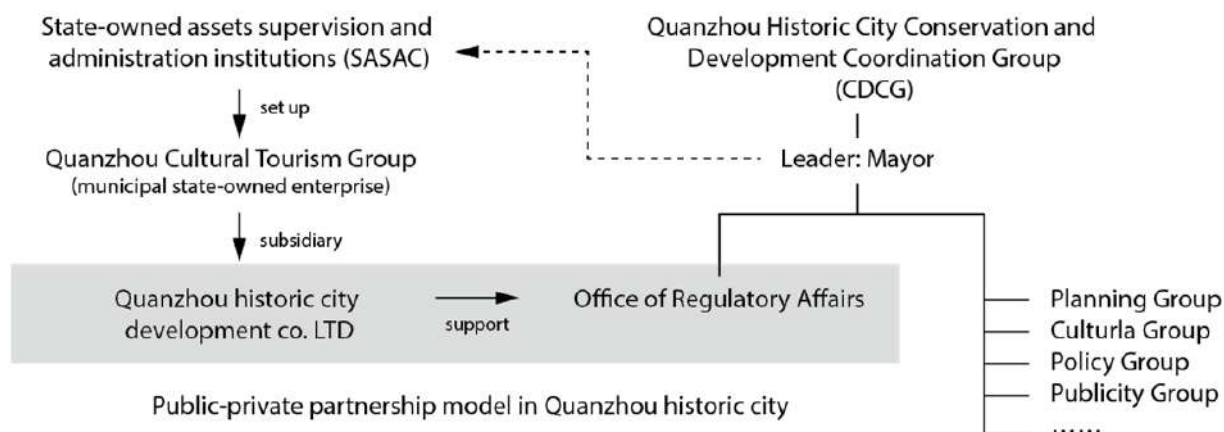 State-owned assets supervision and
administration institutions (SASAC)
set up
Quanzhou Cultural Tourism Group
(municipal state-owned enterprise)
subsidiary
Quanzhou historic city
development co. LTD
support
Office of Regulatory Affairs
Public-private partnership model in Quanzhou historic city
Quanzhou Historic City Conservation and
Development Coordination Group
(CDCG)
Leader: Mayor
Planning Group
Culturla Group
Policy Group
Publicity Group